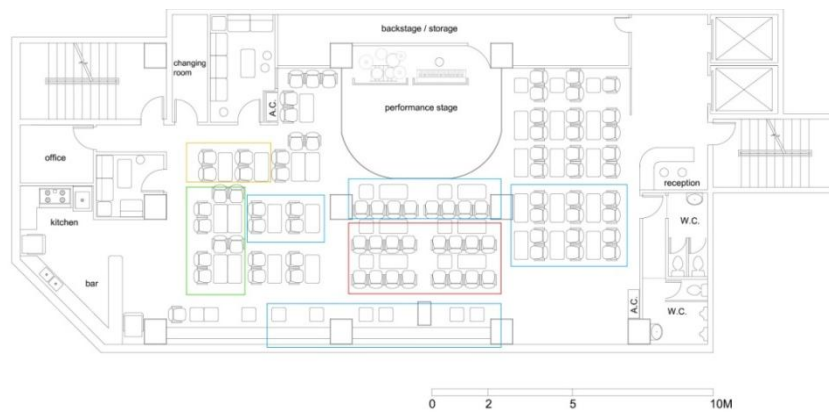 backstage / storage
changing
room
A.C.
performance stage
office
reception
kitchen
W.C.
bar
A.C.
W.C.
0 2 5 10M